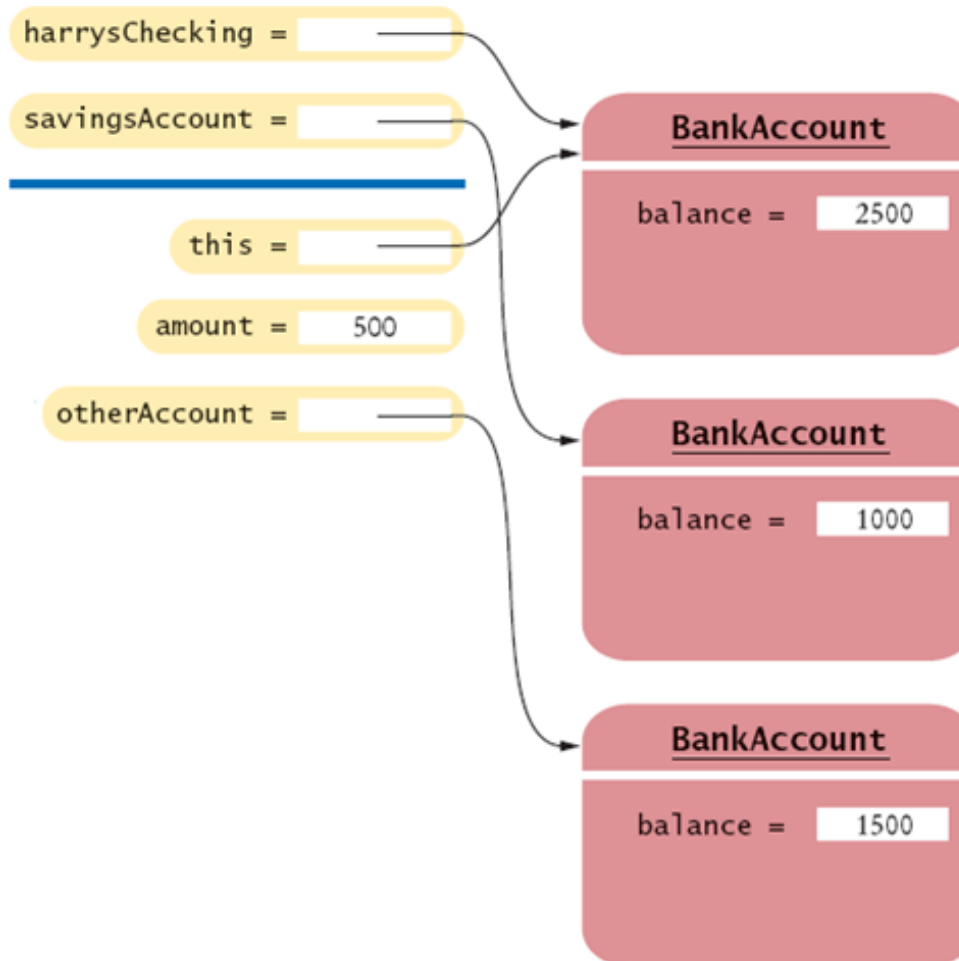 harrysChecking =
savingsAccount =
this =
amount = 500
otherAccount =
BankAccount
balance = 2500
BankAccount
balance = 1000
BankAccount
balance = 1500